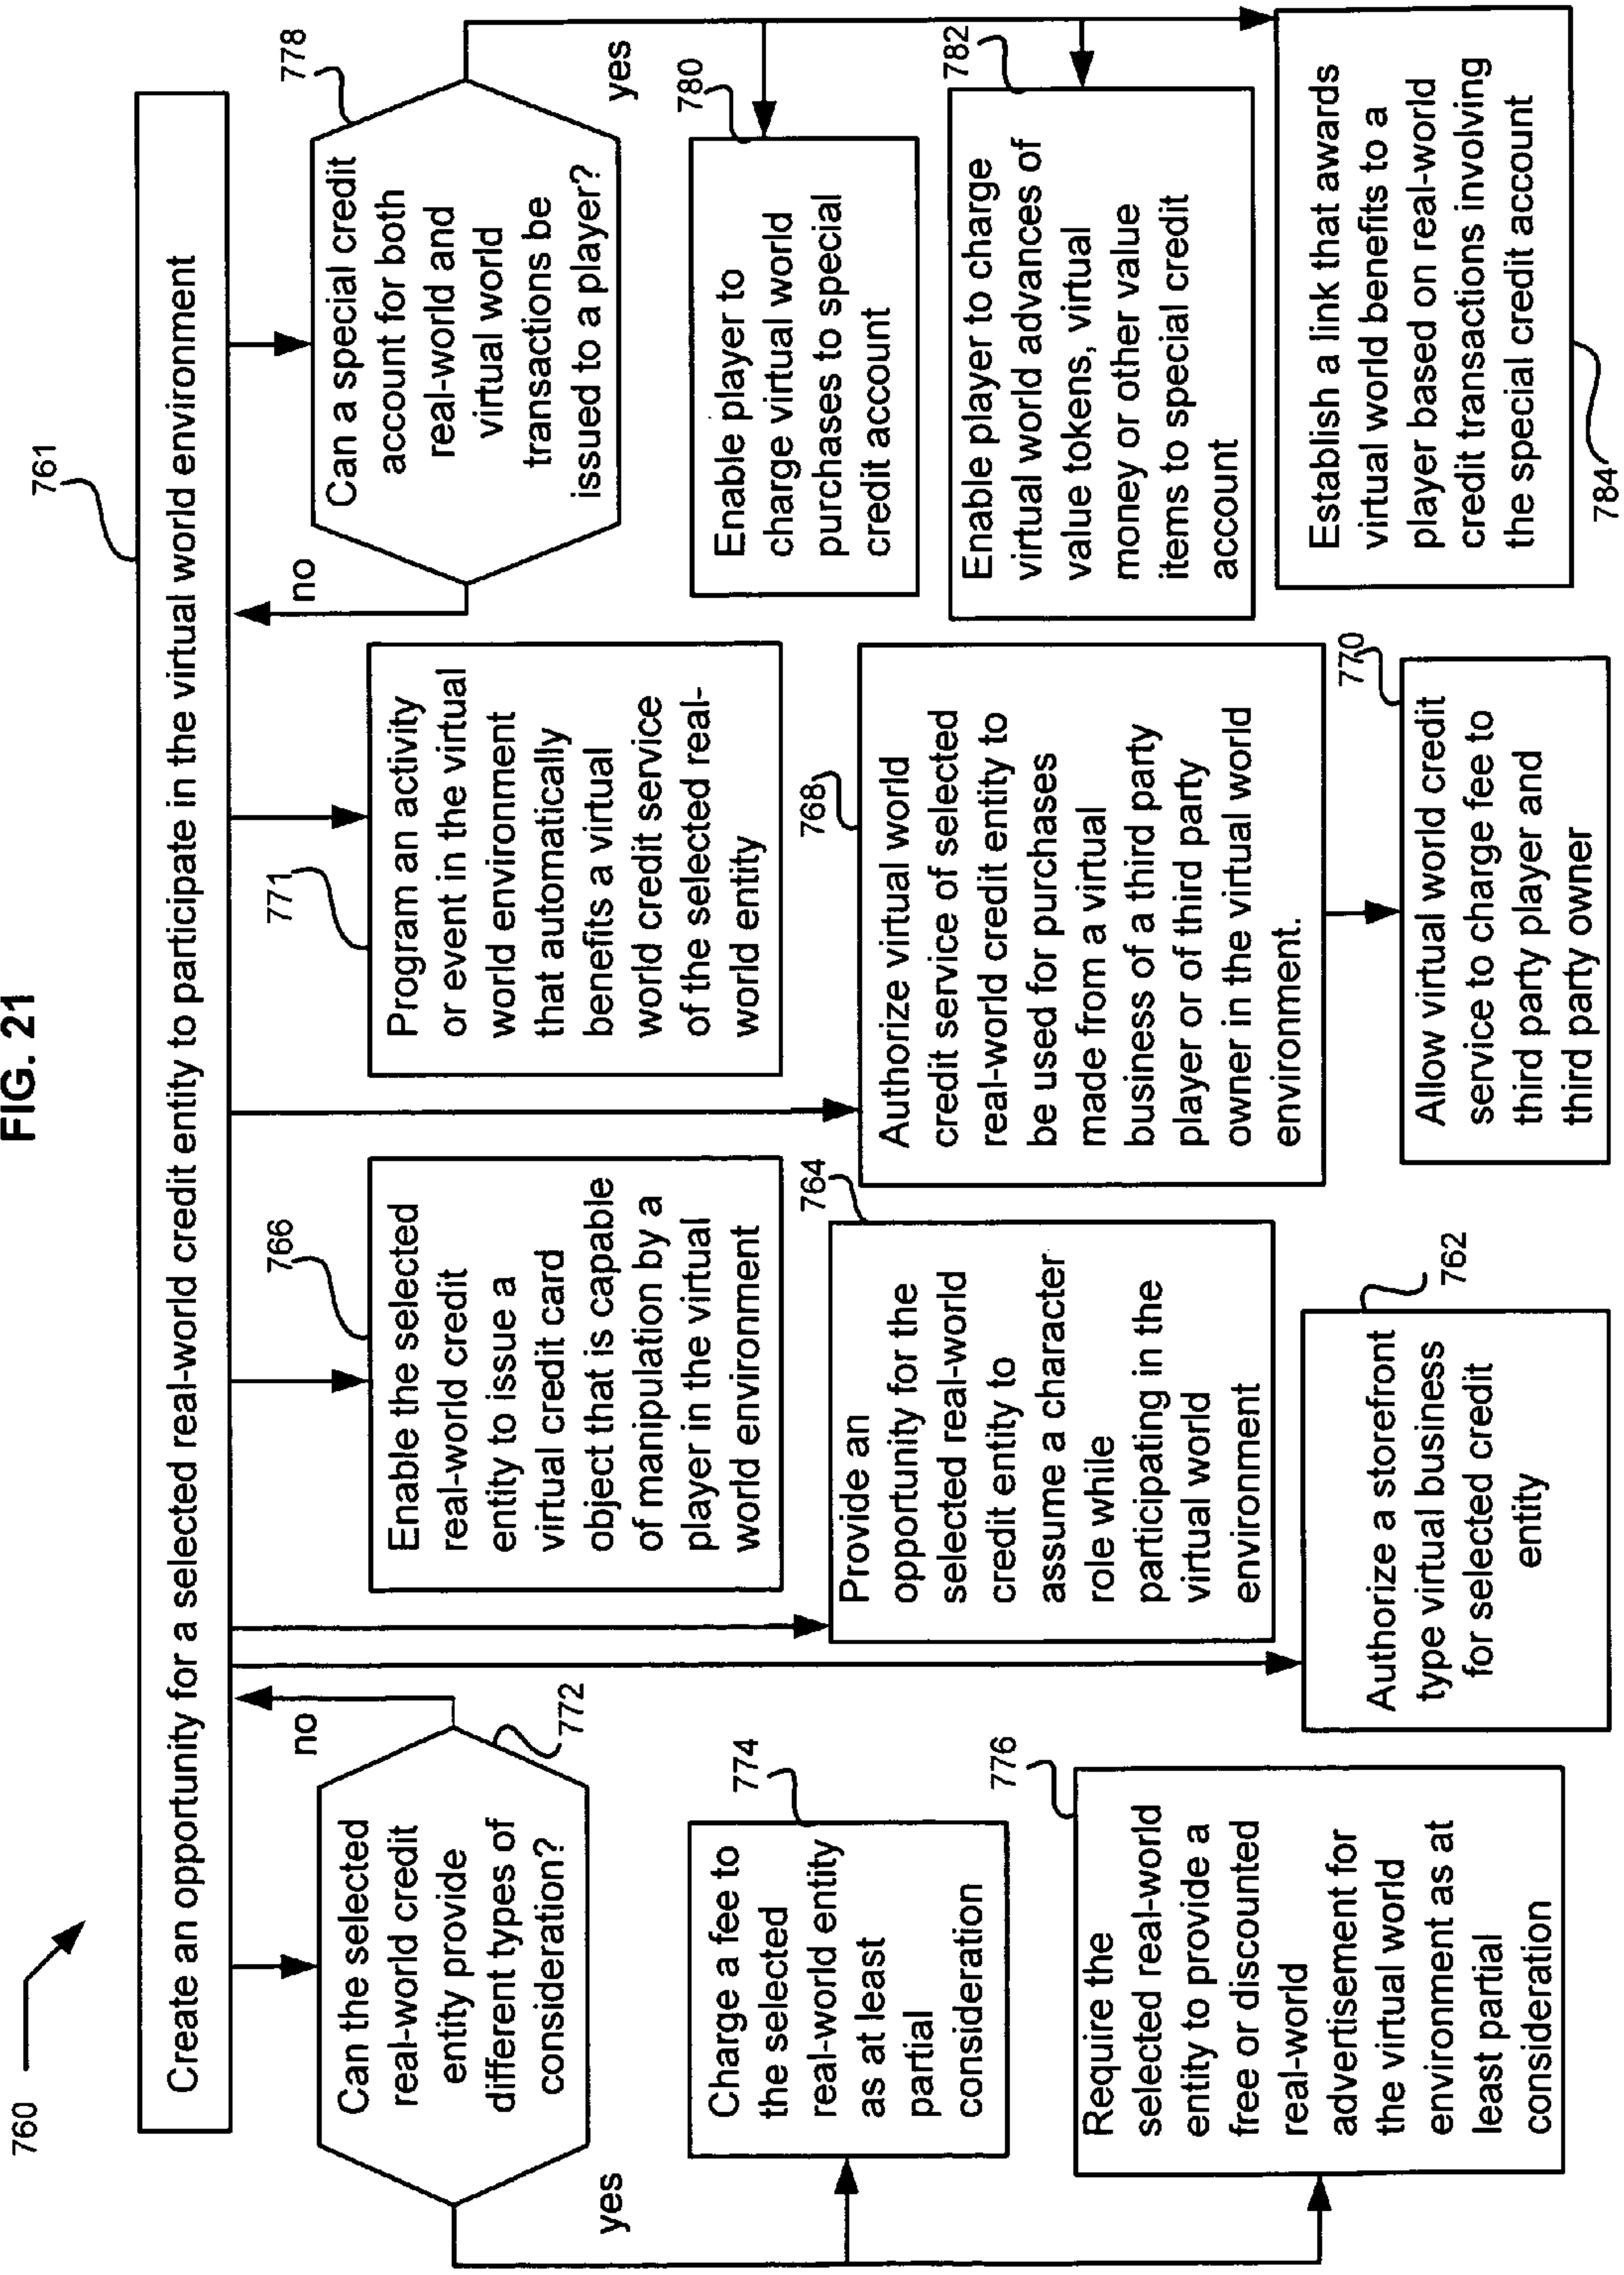 FIG. 21
760
761
Create an opportunity for a selected real-world credit entity to participate in the virtual world environment
no
772
Can the selected
real-world credit
entity provide
different types of
consideration?
yes
774
Charge a fee to
the selected
real-world entity
as at least
partial
consideration
776
Require the
selected real-world
entity to provide a
free or discounted
real-world
advertisement for
the virtual world
environment as at
least partial
consideration
766
Enable the selected
real-world credit
entity to issue a
virtual credit card
object that is capable
of manipulation by a
player in the virtual
world environment
764
Provide an
opportunity for the
selected real-world
credit entity to
assume a character
role while
participating in the
virtual world
environment
762
Authorize a storefront
type virtual business
for selected credit
entity
771
Program an activity
or event in the virtual
world environment
that automatically
benefits a virtual
world credit service
of the selected real-
world entity
768
Authorize virtual world
credit service of selected
real-world credit entity to
be used for purchases
made from a virtual
business of a third party
player or of third party
owner in the virtual world
environment.
770
Allow virtual world credit
service to charge fee to
third party player and
third party owner
no
778
Can a special credit
account for both
real-world and
virtual world
transactions be
issued to a player?
yes
780
Enable player to
charge virtual world
purchases to special
credit account
782
Enable player to charge
virtual world advances of
value tokens, virtual
money or other value
items to special credit
account
Establish a link that awards
virtual world benefits to a
player based on real-world
credit transactions involving
the special credit account
784